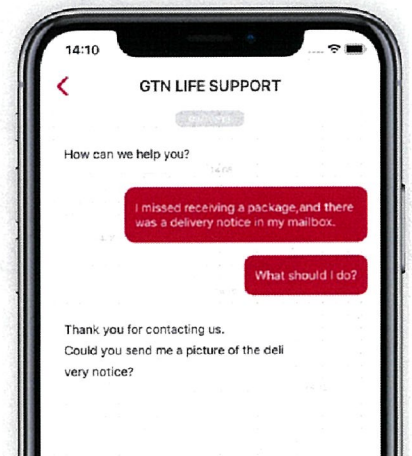 14:10
GTN LIFE SUPPORT
How can we help you?
I missed receiving a package,and there
was a delivery notice in my mailbox.
What should I do?
Thank you for contacting us.
Could you send me a picture of the deli
very notice?